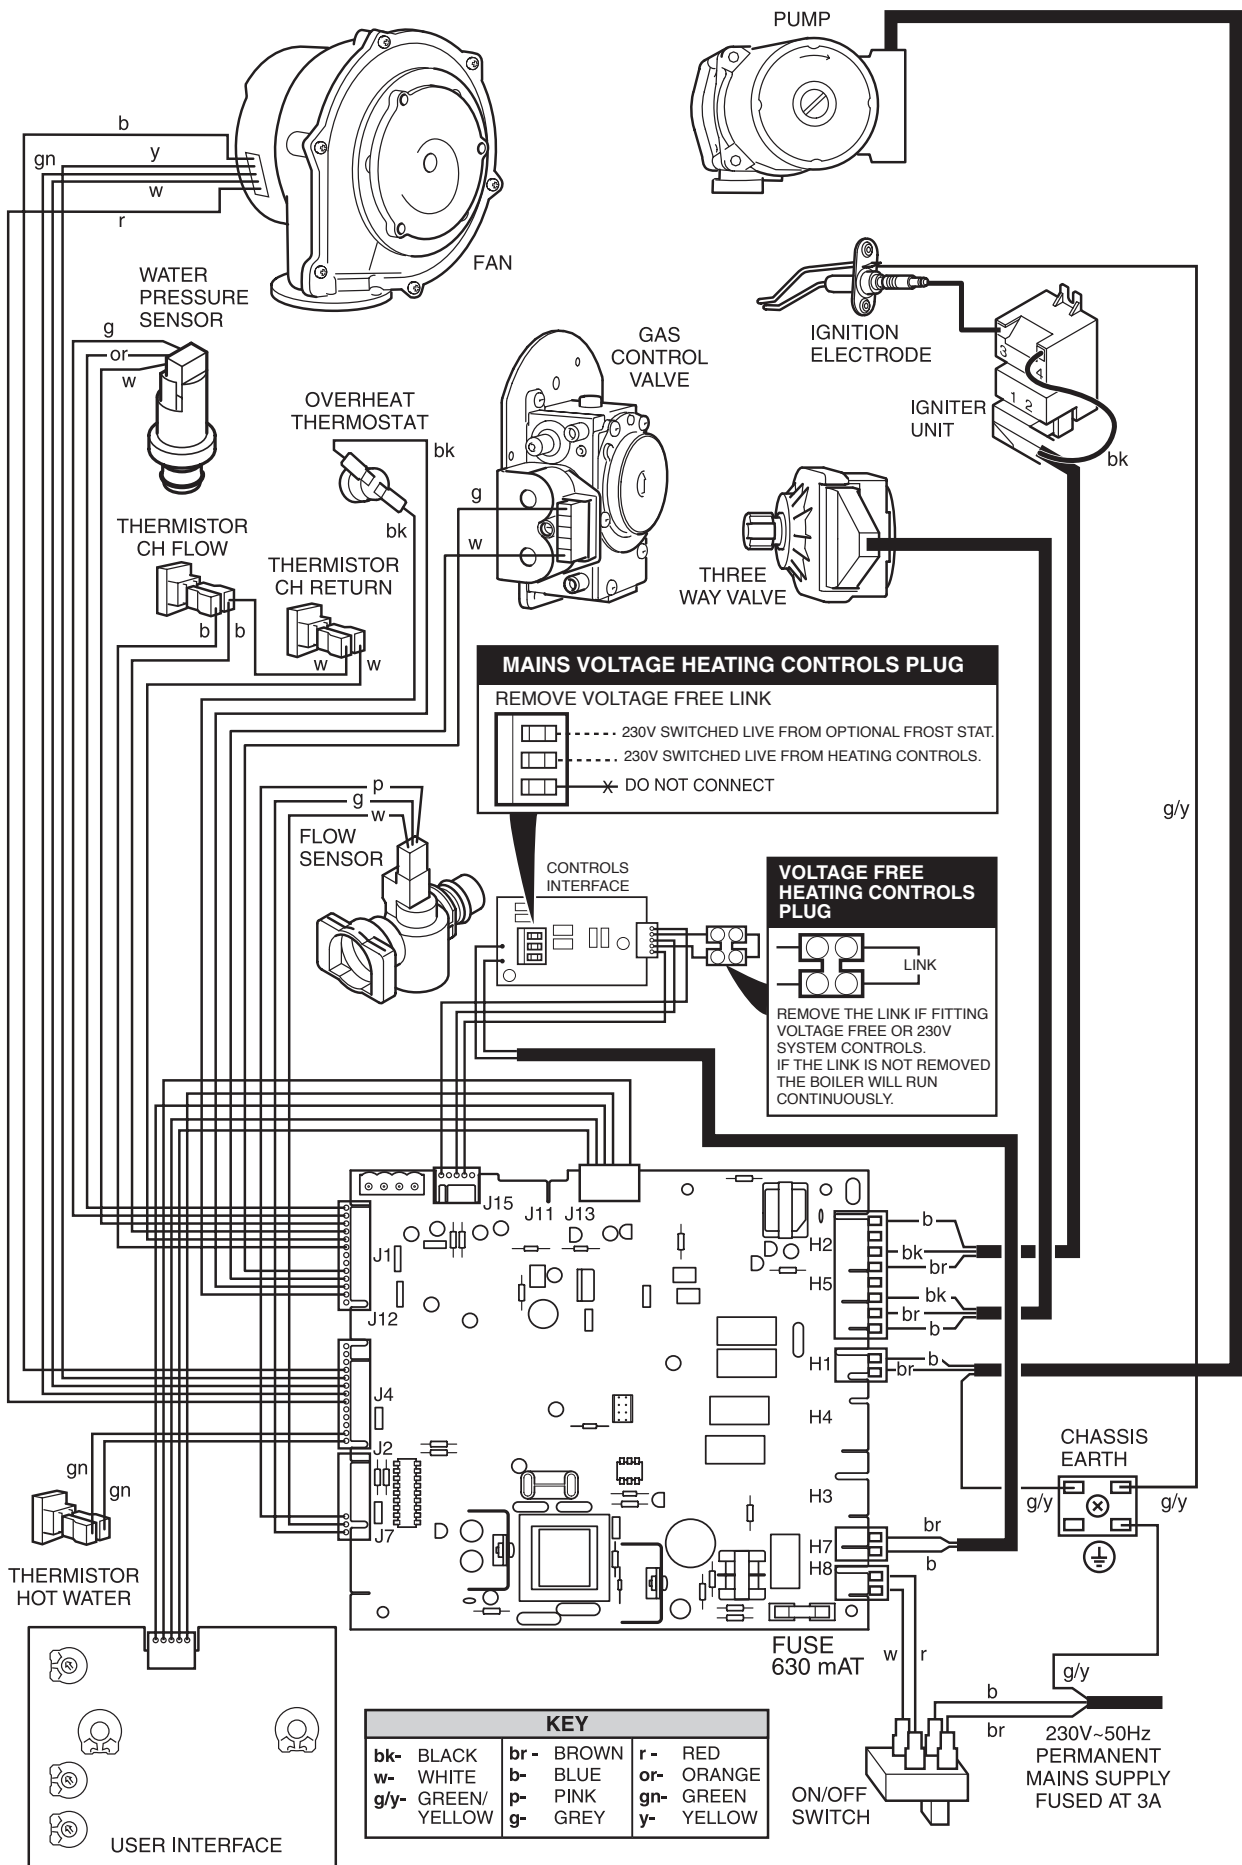 PUMP
b
gn
y
w
r
FAN
WATER
PRESSURE
SENSOR
g
or
w
GAS
CONTROL
VALVE
IGNITION
ELECTRODE
3
4
1 2
IGNITER
UNIT
bk
OVERHEAT
THERMOSTAT
bk
bk
g
w
THERMISTOR
CH FLOW
b
b
THERMISTOR
CH RETURN
w
w
THREE
WAY VALVE
MAINS VOLTAGE HEATING CONTROLS PLUG
REMOVE VOLTAGE FREE LINK
230V SWITCHED LIVE FROM OPTIONAL FROST STAT.
230V SWITCHED LIVE FROM HEATING CONTROLS.
X DO NOT CONNECT
g/y
p
g
w
FLOW
SENSOR
CONTROLS
INTERFACE
VOLTAGE FREE
HEATING CONTROLS
PLUG
LINK
REMOVE THE LINK IF FITTING
VOLTAGE FREE OR 230V
SYSTEM CONTROLS.
IF THE LINK IS NOT REMOVED
THE BOILER WILL RUN
CONTINUOUSLY.
J15
J11
J13
J1
J12
J4
J2
J7
H2
H5
H1
H4
H3
H7
H8
b
bk
br
bk
br
b
b
br
CHASSIS
EARTH
g/y
g/y
br
b
gn
gn
THERMISTOR
HOT WATER
FUSE
630 mAT
w
r
g/y
b
br
230V~50Hz
PERMANENT
MAINS SUPPLY
FUSED AT 3A
ON/OFF
SWITCH
USER INTERFACE
KEY
bk- BLACK
w- WHITE
g/y- GREEN/
YELLOW
br - BROWN
b- BLUE
p- PINK
g- GREY
r - RED
or- ORANGE
gn- GREEN
y- YELLOW